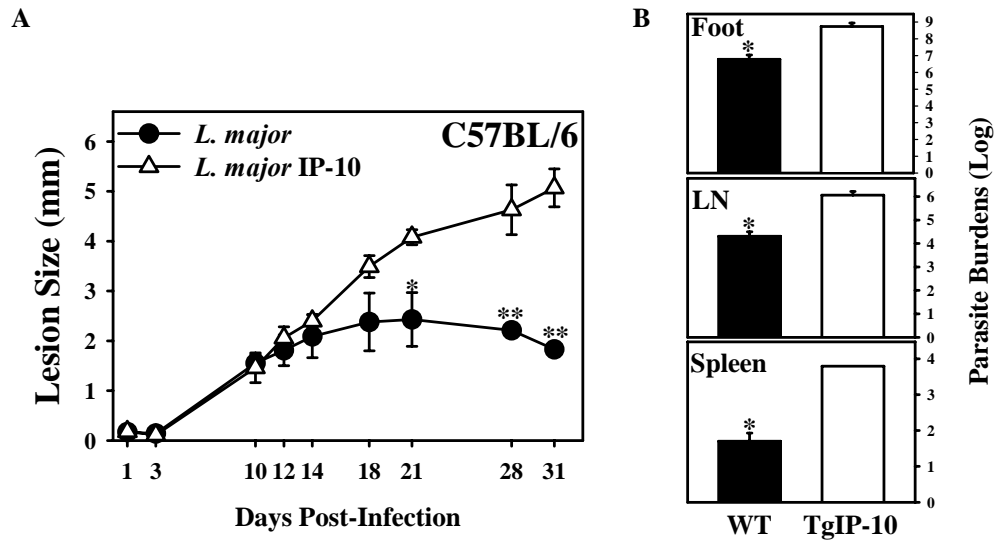 A
L. major
L. major IP-10
C57BL/6
Lesion Size (mm)
6
5
4
3
2
1
0
*
**
**
1 3 10 12 14 18 21 28 31
Days Post-Infection
B
Foot
*
9
8
7
6
5
4
3
2
1
0
LN
*
6
5
4
3
2
1
0
Spleen
*
4
3
2
1
0
WT TgIP-10
Parasite Burdens (Log)